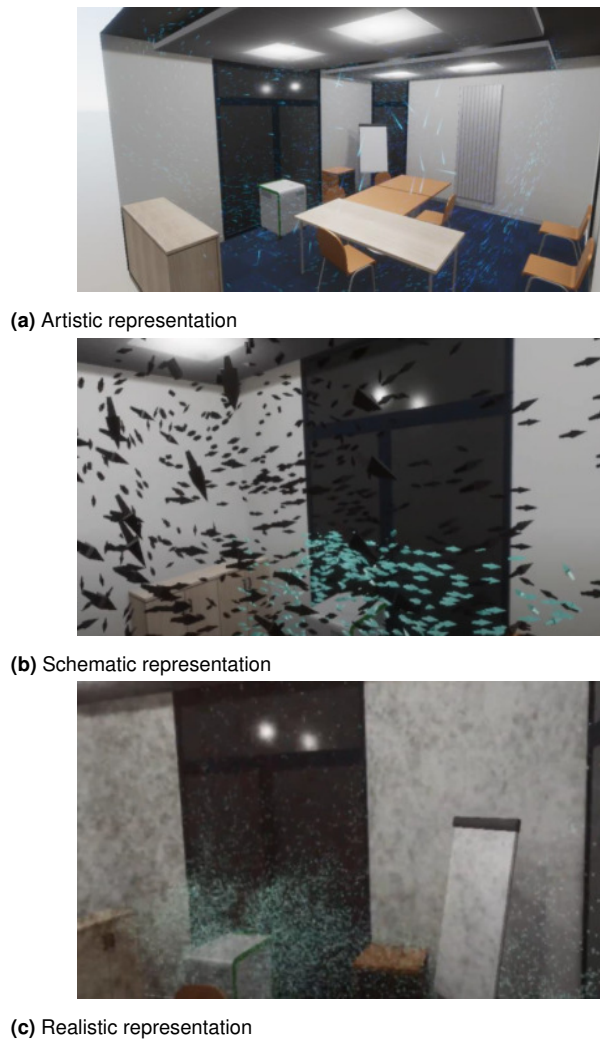 (a) Artistic representation
(b) Schematic representation
(c) Realistic representation